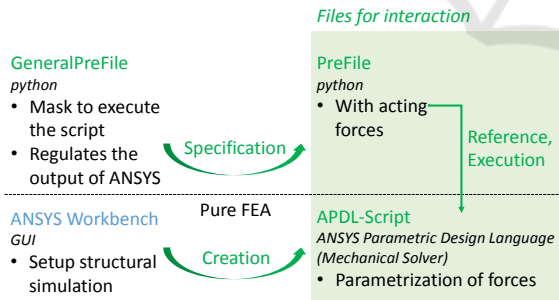 Files for interaction
GeneralPreFile
python
• Mask to execute
the script
• Regulates the
output of ANSYS
Specification
PreFile
python
• With acting
forces
Reference,
Execution
Pure FEA
ANSYS Workbench
GUI
• Setup structural
simulation
Creation
APDL-Script
ANSYS Parametric Design Language
(Mechanical Solver)
• Parametrization of forces